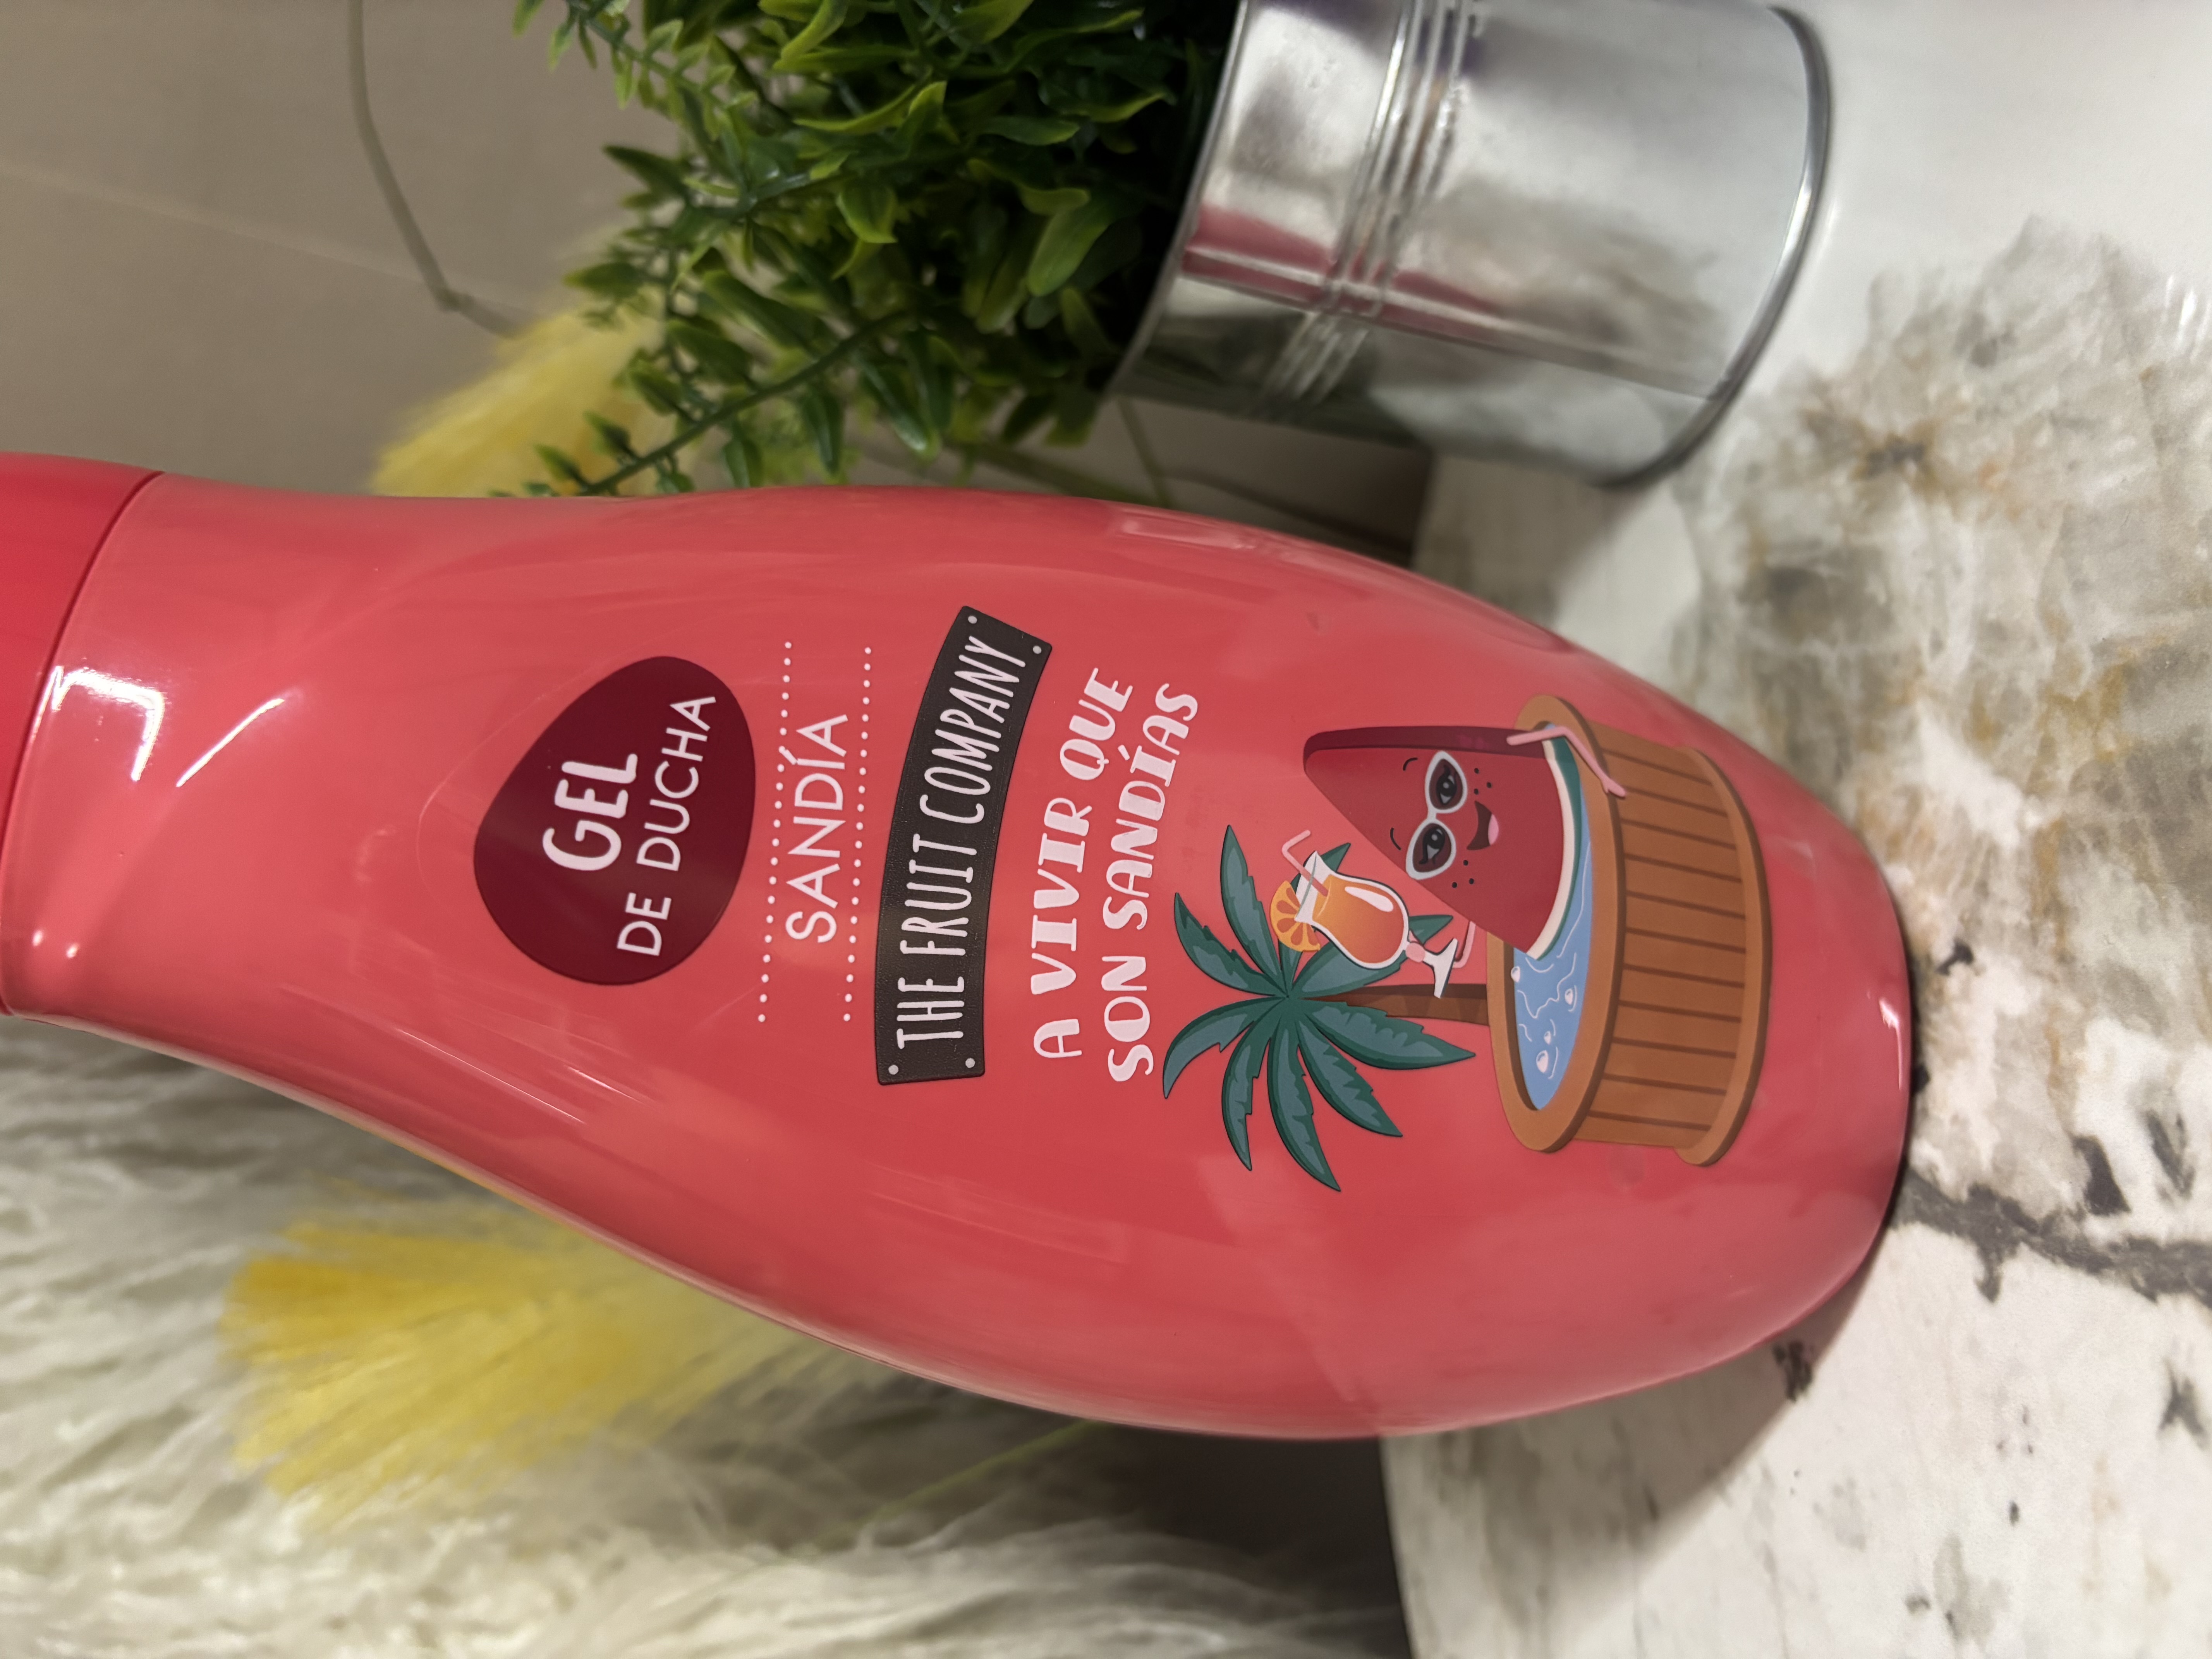 GEL
DE DUCHA
SANDÍA
THE FRUIT COMPANY
A VIVIR QUE
SON SANDÍAS